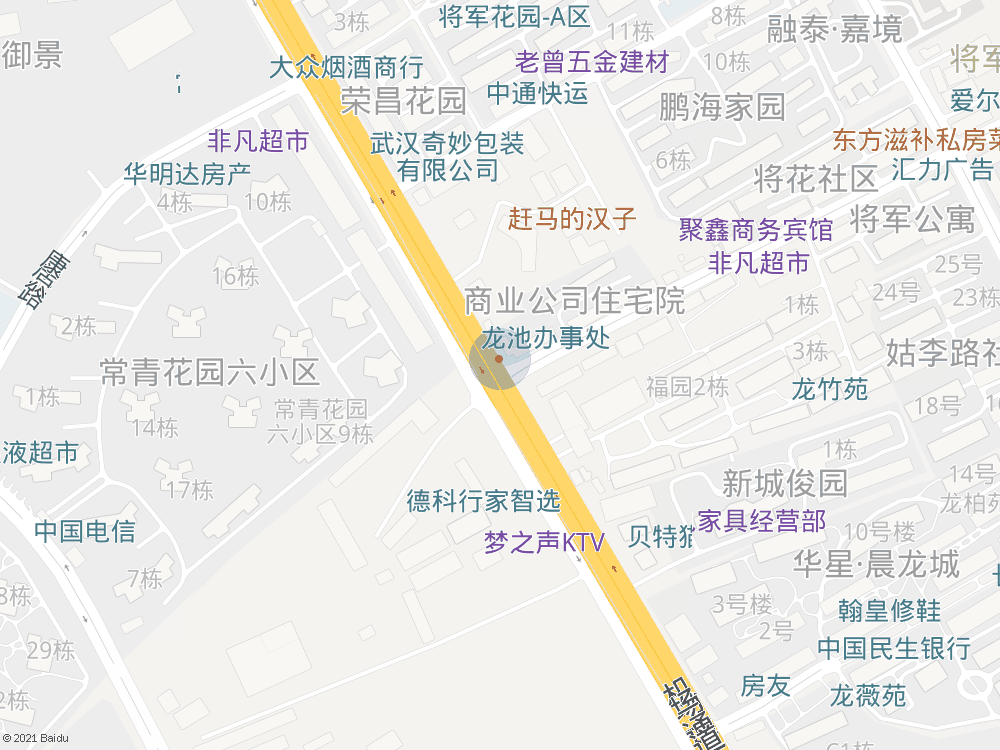 3栋
将军花园-A区
8栋
融泰·嘉境
御景
大众烟酒商行
老曾五金建材
10栋
将军
荣昌花园
中通快运
鹏海家园
爱尔
非凡超市
武汉奇妙包装
有限公司
东方滋补私房菜
6栋
华明达房产
将花社区
汇力广告
4栋
10栋
赶马的汉子
聚鑫商务宾馆
将军公寓
唐路
16栋
非凡超市
25号
商业公司住宅院
1栋
24号
23栋
2栋
龙池办事处
3栋
姑李路社
常青花园六小区
福园2栋
龙竹苑
1栋
常青花园
六小区9栋
18号
14栋
液超市
1栋
新城俊园
14号
17栋
德科行家智选
龙柏苑
中国电信
梦之声KTV
贝特猫
家具经营部
10号楼
华星·晨龙城
7栋
8栋
3号楼
翰皇修鞋
2号
29栋
中国民生银行
房友
龙薇苑
2栋
杨汊
© 2021 Baidu